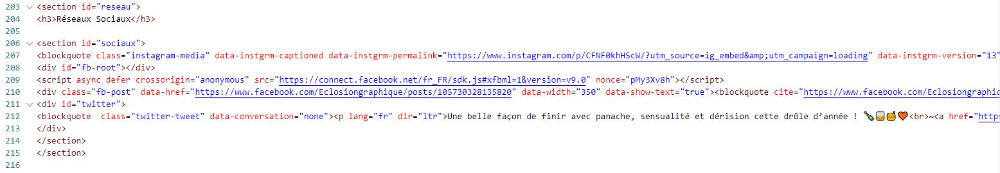 203 <section id="reseau">
204 <h3>Réseaux Sociaux</h3>
205
206 <section id="sociaux">
207 <blockquote class="instagram-media" data-instgrm-captioned data-instgrm-permalink="https://www.instagram.com/p/CFNF0khHScW/?utm_source=ig_embed&amp;utm_campaign=loading" data-instgrm-version="13"
208 <div id="fb-root"></div>
209 <script async defer crossorigin="anonymous" src="https://connect.facebook.net/fr_FR/sdk.js#xfbml=1&version=v9.0" nonce="pMy3Xv8h"></script>
210 <div class="fb-post" data-href="https://www.facebook.com/Eclosiongraphique/posts/105730328135820" data-width="350" data-show-text="true"><blockquote cite="https://www.facebook.com/Eclosiongraphiq
211 <div id="twitter">
212 <blockquote  class="twitter-tweet" data-conversation="none"><p lang="fr" dir="ltr">Une belle façon de finir avec panache, sensualité et dérision cette drôle d’année ! 🍾🥃🍯🧡<br>~<a href="https
213 </div>
214 </section>
215 </section>
216